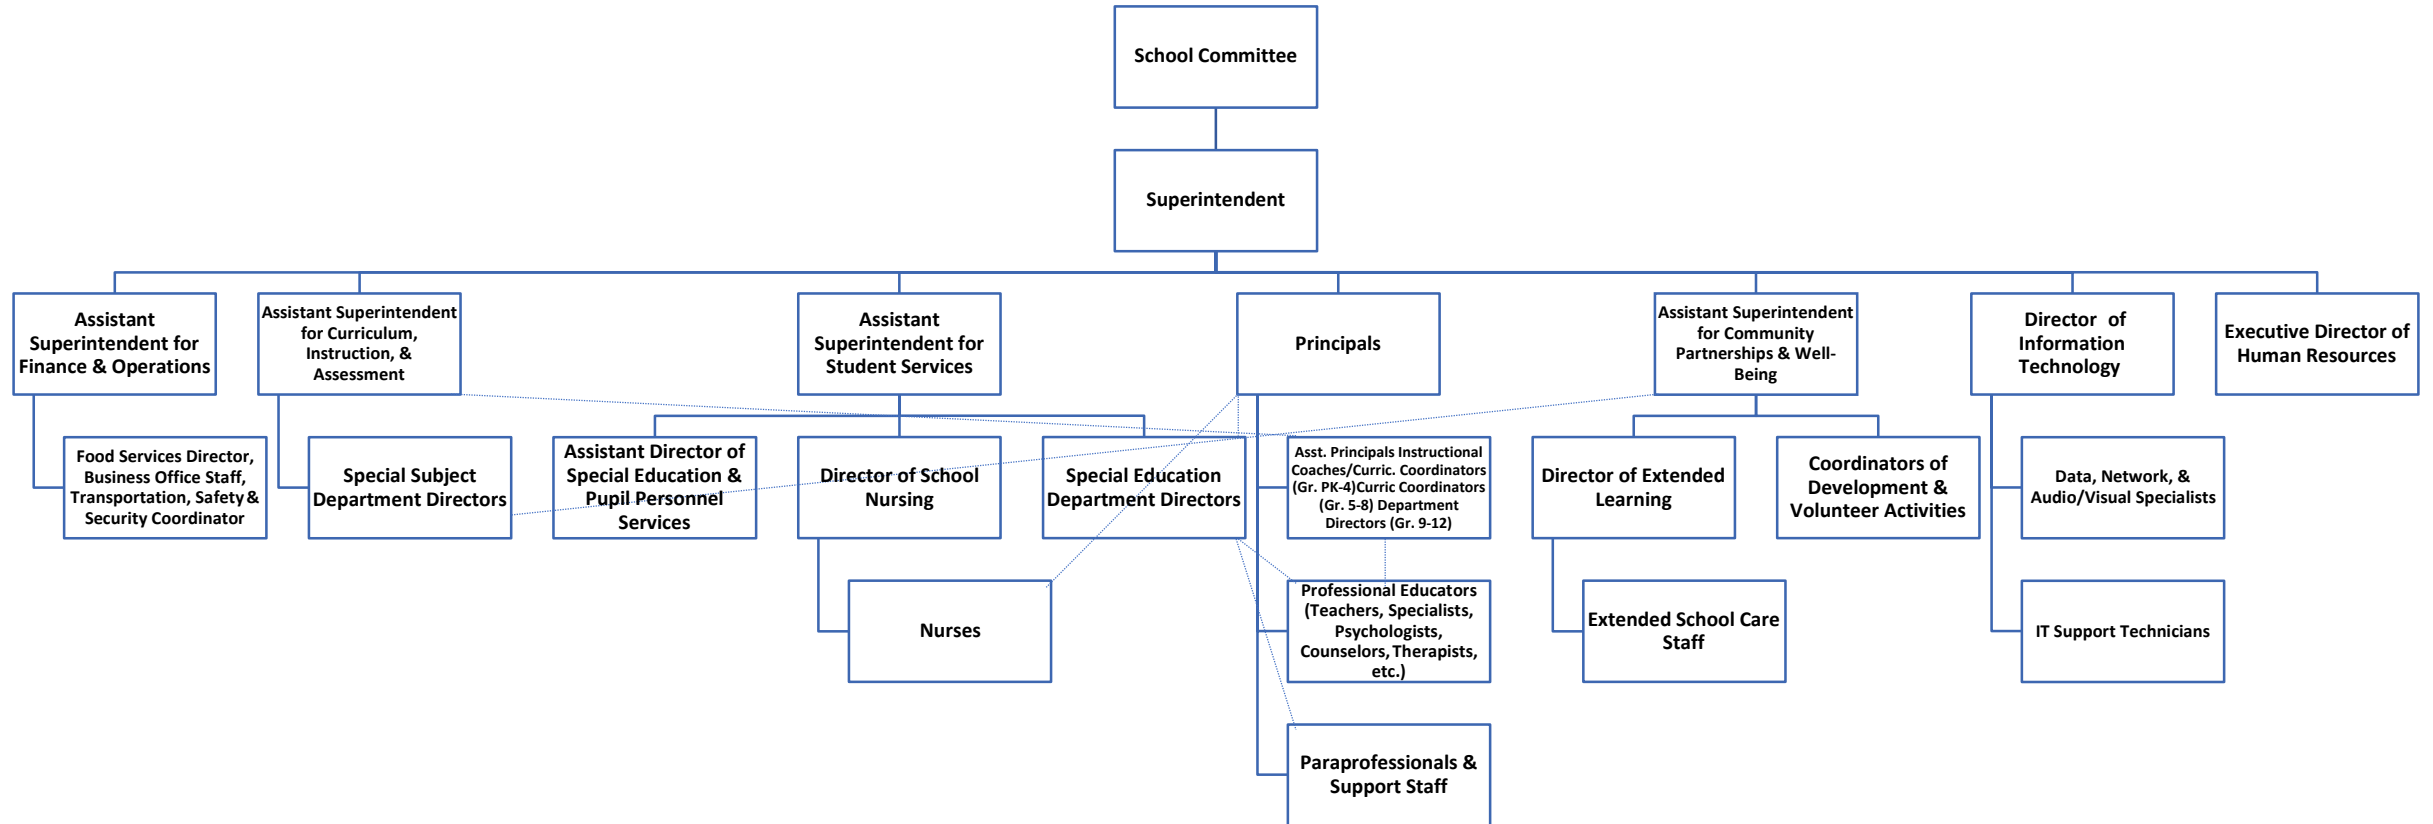 School Committee
Superintendent
Assistant
Superintendent for
Finance & Operations
Assistant Superintendent
for Curriculum,
Instruction, &
Assessment
Assistant
Superintendent for
Student Services
Principals
Assistant Superintendent
for Community
Partnerships & Well-
Being
Director of
Information
Technology
Executive Director of
Human Resources
Food Services Director,
Business Office Staff,
Transportation, Safety &
Security Coordinator
Special Subject
Department Directors
Assistant Director of
Special Education &
Pupil Personnel
Services
Director of School
Nursing
Special Education
Department Directors
Asst. Principals Instructional
Coaches/Curric. Coordinators
(Gr. PK-4)Curric Coordinators
(Gr. 5-8) Department
Directors (Gr. 9-12)
Director of Extended
Learning
Coordinators of
Development &
Volunteer Activities
Data, Network, &
Audio/Visual Specialists
Nurses
Professional Educators
(Teachers, Specialists,
Psychologists,
Counselors, Therapists,
etc.)
Extended School Care
Staff
IT Support Technicians
Paraprofessionals &
Support Staff